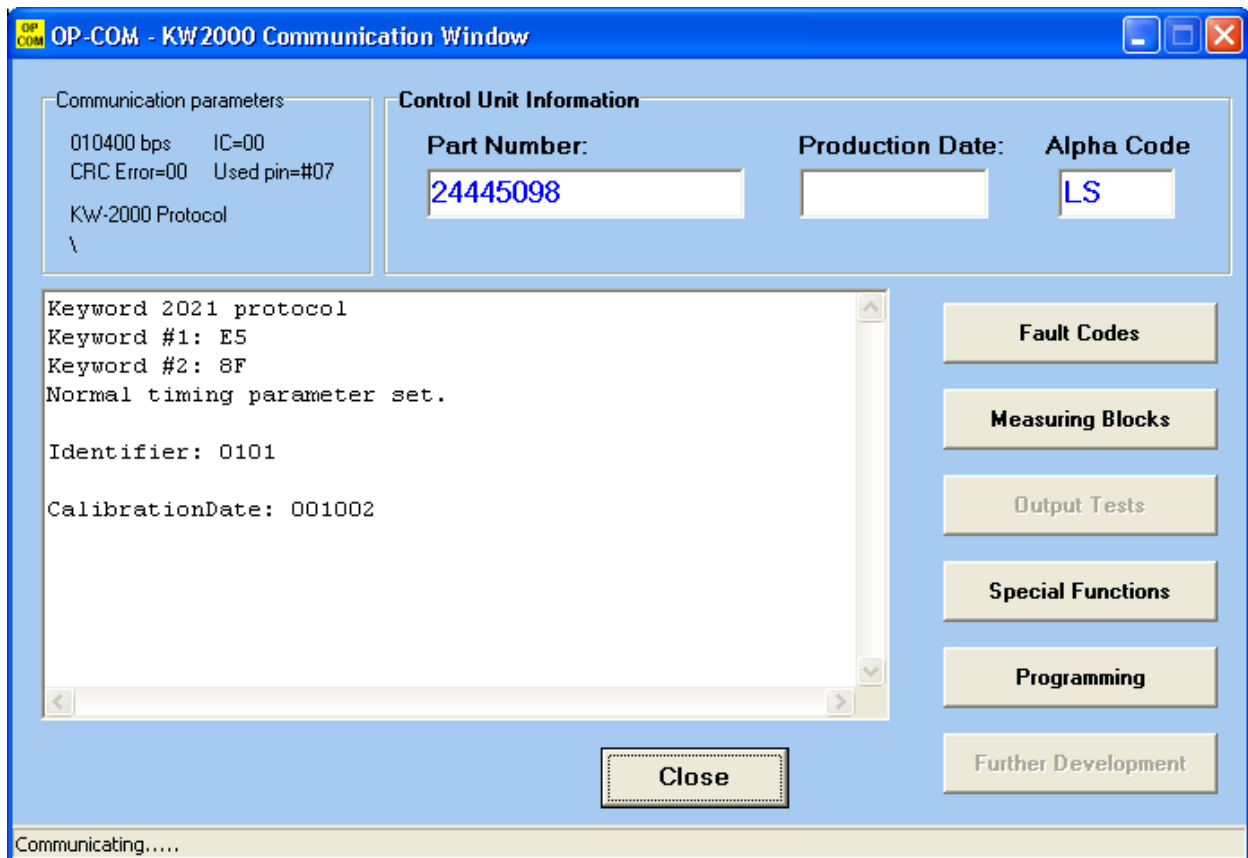 OP COM OP-COM - KW2000 Communication Window
Communication parameters
010400 bps IC=00
CRC Error=00 Used pin=#07
KW-2000 Protocol
\
Control Unit Information
Part Number: Production Date: Alpha Code
24445098 LS
Keyword 2021 protocol
Keyword #1: E5
Keyword #2: 8F
Normal timing parameter set.
Identifier: 0101
CalibrationDate: 001002
Fault Codes
Measuring Blocks
Output Tests
Special Functions
Programming
Further Development
Close
Communicating.....